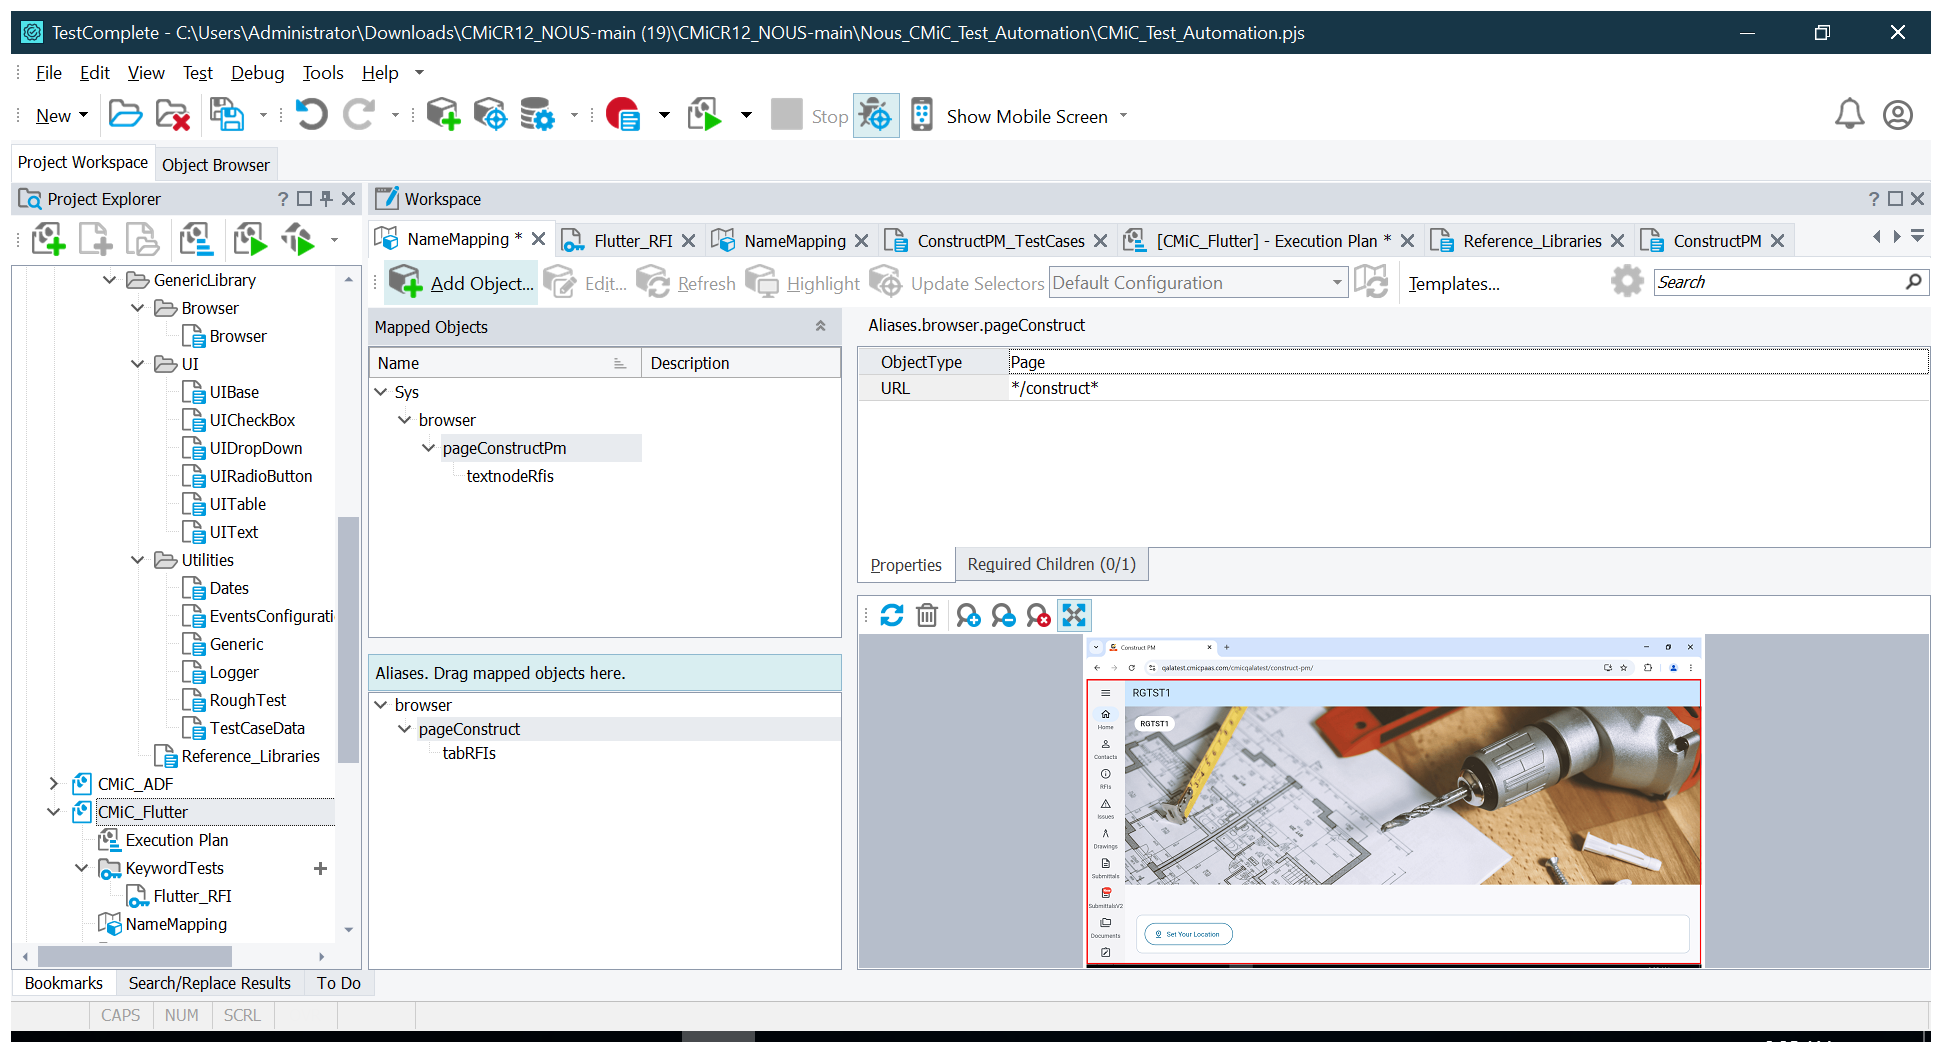 TestComplete - C:\Users\Administrator\Downloads\CMiCR12_NOUS-main (19)\CMiCR12_NOUS-main\Nous_CMiC_Test_Automation\CMiC_Test_Automation.pjs
File Edit View Test Debug Tools Help
New Stop Show Mobile Screen
Project Workspace Object Browser
Project Explorer
Workspace
NameMapping * Flutter_RFI NameMapping ConstructPM_TestCases [CMiC_Flutter] - Execution Plan * Reference_Libraries ConstructPM
Add Object... Edit... Refresh Highlight Update Selectors Default Configuration Templates... Search
GenericLibrary
Browser
Browser
UI
UIBase
UICheckBox
UIDropDown
UIRadioButton
UITable
UIText
Utilities
Dates
EventsConfigurati
Generic
Logger
RoughTest
TestCaseData
Reference_Libraries
CMiC_ADF
CMiC_Flutter
Execution Plan
KeywordTests
Flutter_RFI
NameMapping
Mapped Objects
Name Description
Sys
browser
pageConstructPm
textnodeRfis
Aliases. Drag mapped objects here.
browser
pageConstruct
tabRFIs
Aliases.browser.pageConstruct
ObjectType Page
URL */construct*
Properties Required Children (0/1)
Construct PM
qalatest.cmicpaas.com/cmicqalatest/construct-pm/
RGTST1
RGTST1
Home
Contacts
RFIs
Issues
Drawings
Submittals
SubmittalsV2
Documents
Set Your Location
Bookmarks Search/Replace Results To Do
CAPS NUM SCRL